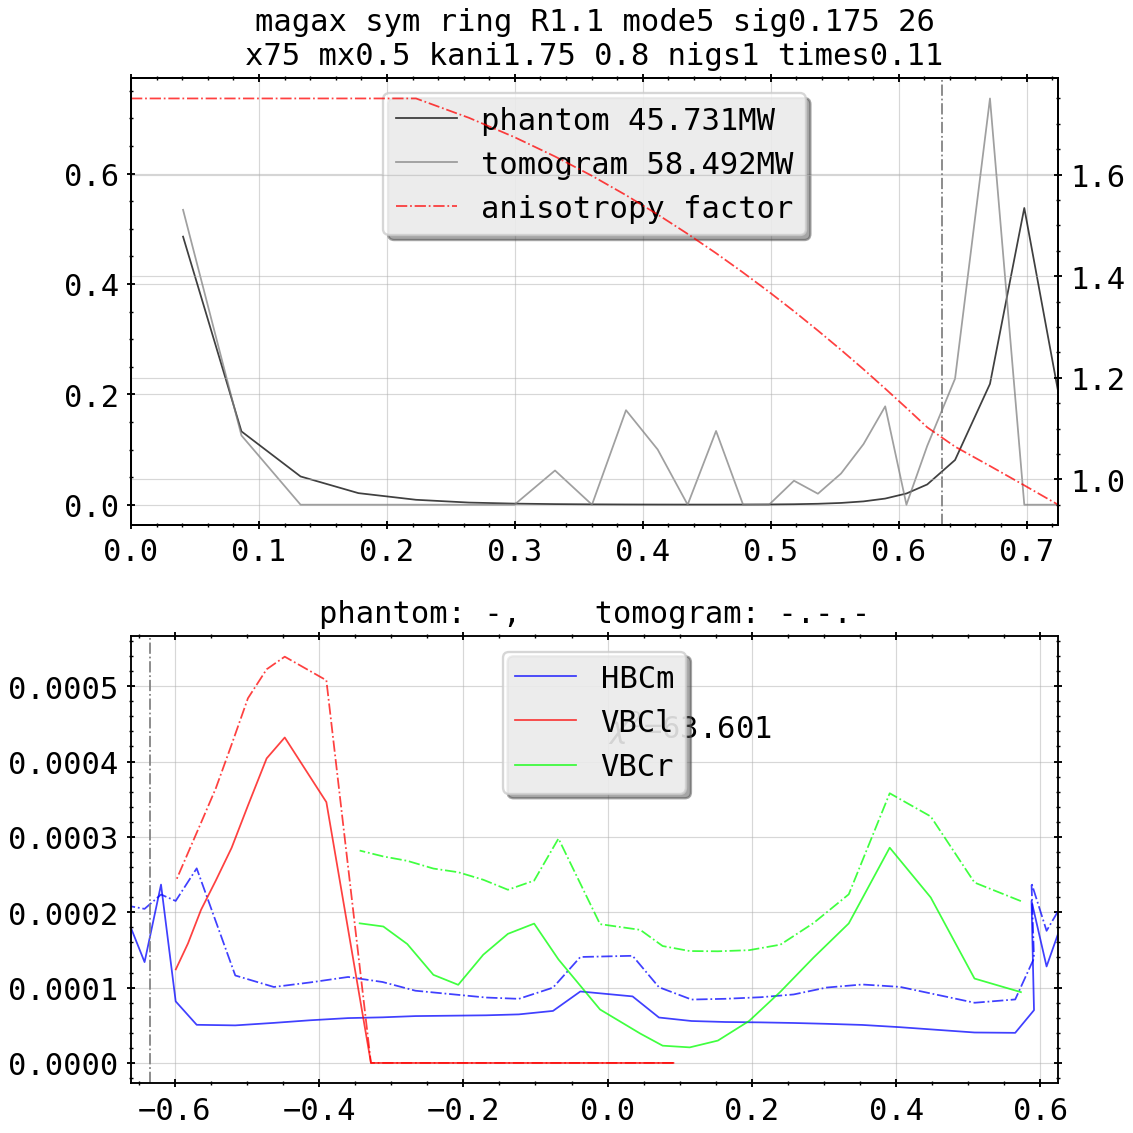 magax sym ring R1.1 mode5 sig0.175 26
x75 mx0.5 kani1.75 0.8 nigs1 times0.11
phantom 45.731MW
tomogram 58.492MW
anisotropy factor
0.6
0.4
0.2
0.0
1.6
1.4
1.2
1.0
0.0 0.1 0.2 0.3 0.4 0.5 0.6 0.7
phantom: -, tomogram: -.-.-
HBCm
VBCl
VBCr
63.601
0.0005
0.0004
0.0003
0.0002
0.0001
0.0000
−0.6 −0.4 −0.2 0.0 0.2 0.4 0.6